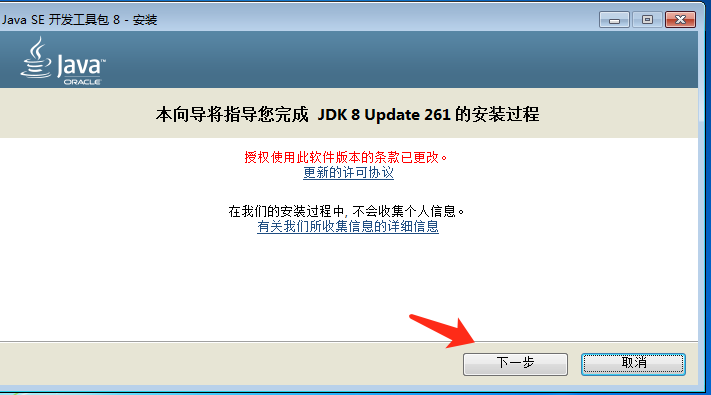 Java SE 开发工具包 8 - 安装
Java™
ORACLE
本向导将指导您完成 JDK 8 Update 261 的安装过程
授权使用此软件版本的条款已更改。
更新的许可协议
在我们的安装过程中, 不会收集个人信息。
有关我们所收集信息的详细信息
下一步
取消